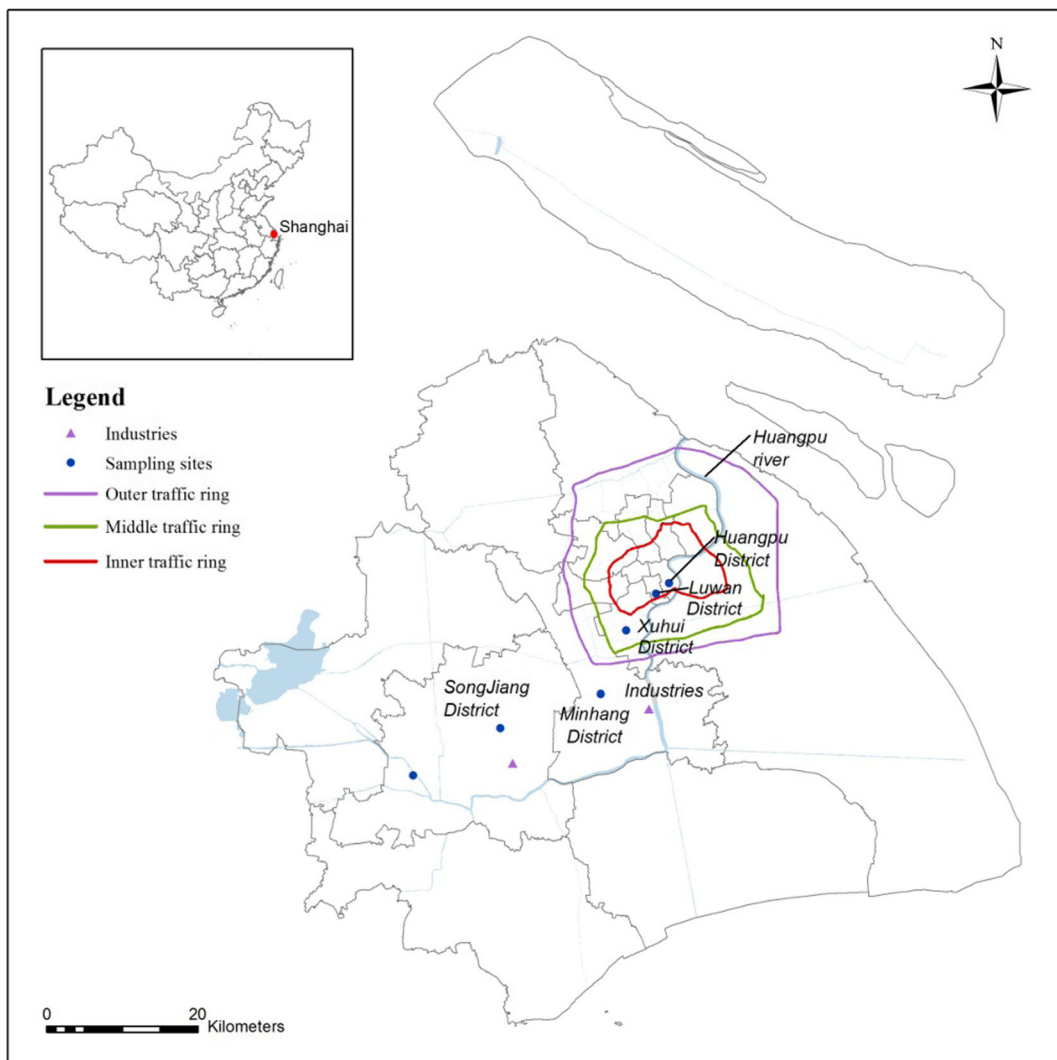 N
Shanghai
Legend
Industries
Sampling sites
Outer traffic ring
Middle traffic ring
Inner traffic ring
Huangpu
river
Huangpu
District
Luwan
District
Xuhui
District
SongJiang
District
Industries
Minhang
District
0
20
Kilometers